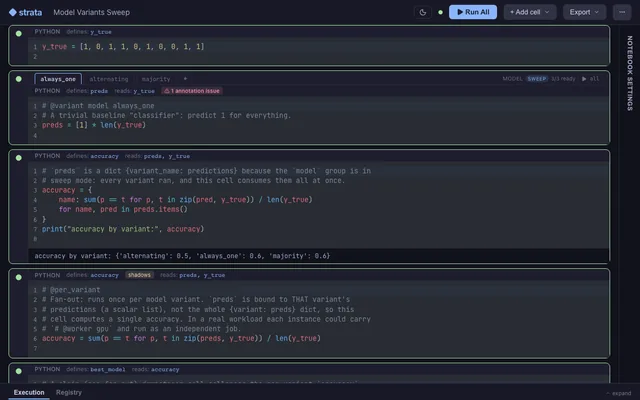 strata Model Variants Sweep Run All + Add cell Export ...
PYTHON defines: y_true
1 y_true = [1, 0, 1, 1, 0, 1, 0, 0, 1, 1]
2
always_one alternating majority + MODEL SWEEP 3/3 ready ▶ all
PYTHON defines: preds reads: y_true ⚠ 1 annotation issue
1 # @variant model always_one
2 # A trivial baseline "classifier": predict 1 for everything.
3 preds = [1] * len(y_true)
4
PYTHON defines: accuracy reads: preds, y_true
1 # `preds` is a dict {variant_name: predictions} because the `model` group is in
2 # sweep mode: every variant ran, and this cell consumes them all at once.
3 accuracy = {
4 name: sum(p == t for p, t in zip(pred, y_true)) / len(y_true)
5 for name, pred in preds.items()
6 }
7 print("accuracy by variant:", accuracy)
8
accuracy by variant: {'alternating': 0.5, 'always_one': 0.6, 'majority': 0.6}
PYTHON defines: accuracy shadows reads: preds, y_true
1 # @per_variant
2 # Fan-out: runs once per model variant. `preds` is bound to THAT variant's
3 # predictions (a scalar list), not the whole {variant: preds} dict, so this
4 # cell computes a single accuracy. In a real workload each instance could carry
5 # `# @worker gpu` and run as an independent job.
6 accuracy = sum(p == t for p, t in zip(preds, y_true)) / len(y_true)
7
PYTHON defines: best_model reads: accuracy
NOTEBOOK SETTINGS
Execution Registry expand